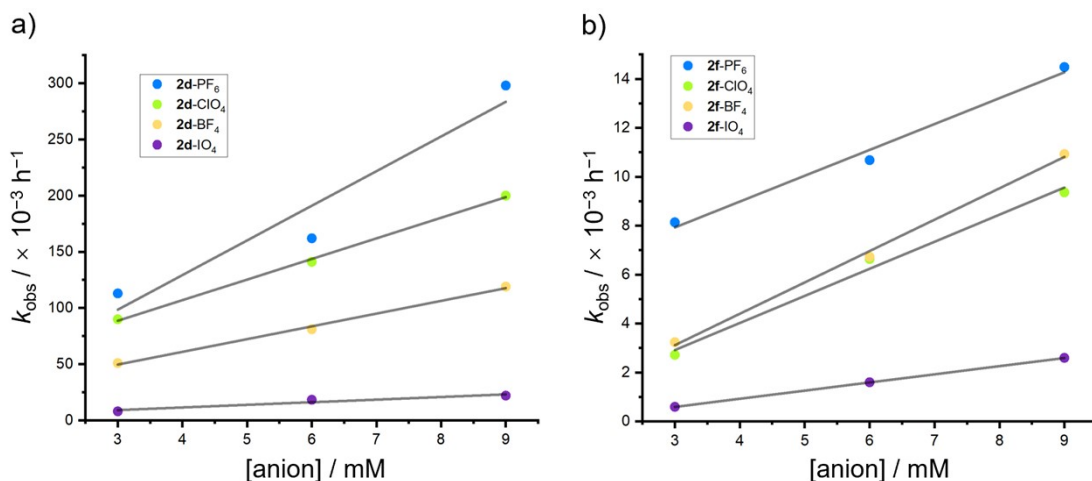 a)
300
250
200
150
100
50
0
3 4 5 6 7 8 9
k_obs / × 10⁻³ h⁻¹
[anion] / mM
2d-PF₆
2d-ClO₄
2d-BF₄
2d-IO₄
b)
14
12
10
8
6
4
2
0
3 4 5 6 7 8 9
k_obs / × 10⁻³ h⁻¹
[anion] / mM
2f-PF₆
2f-ClO₄
2f-BF₄
2f-IO₄